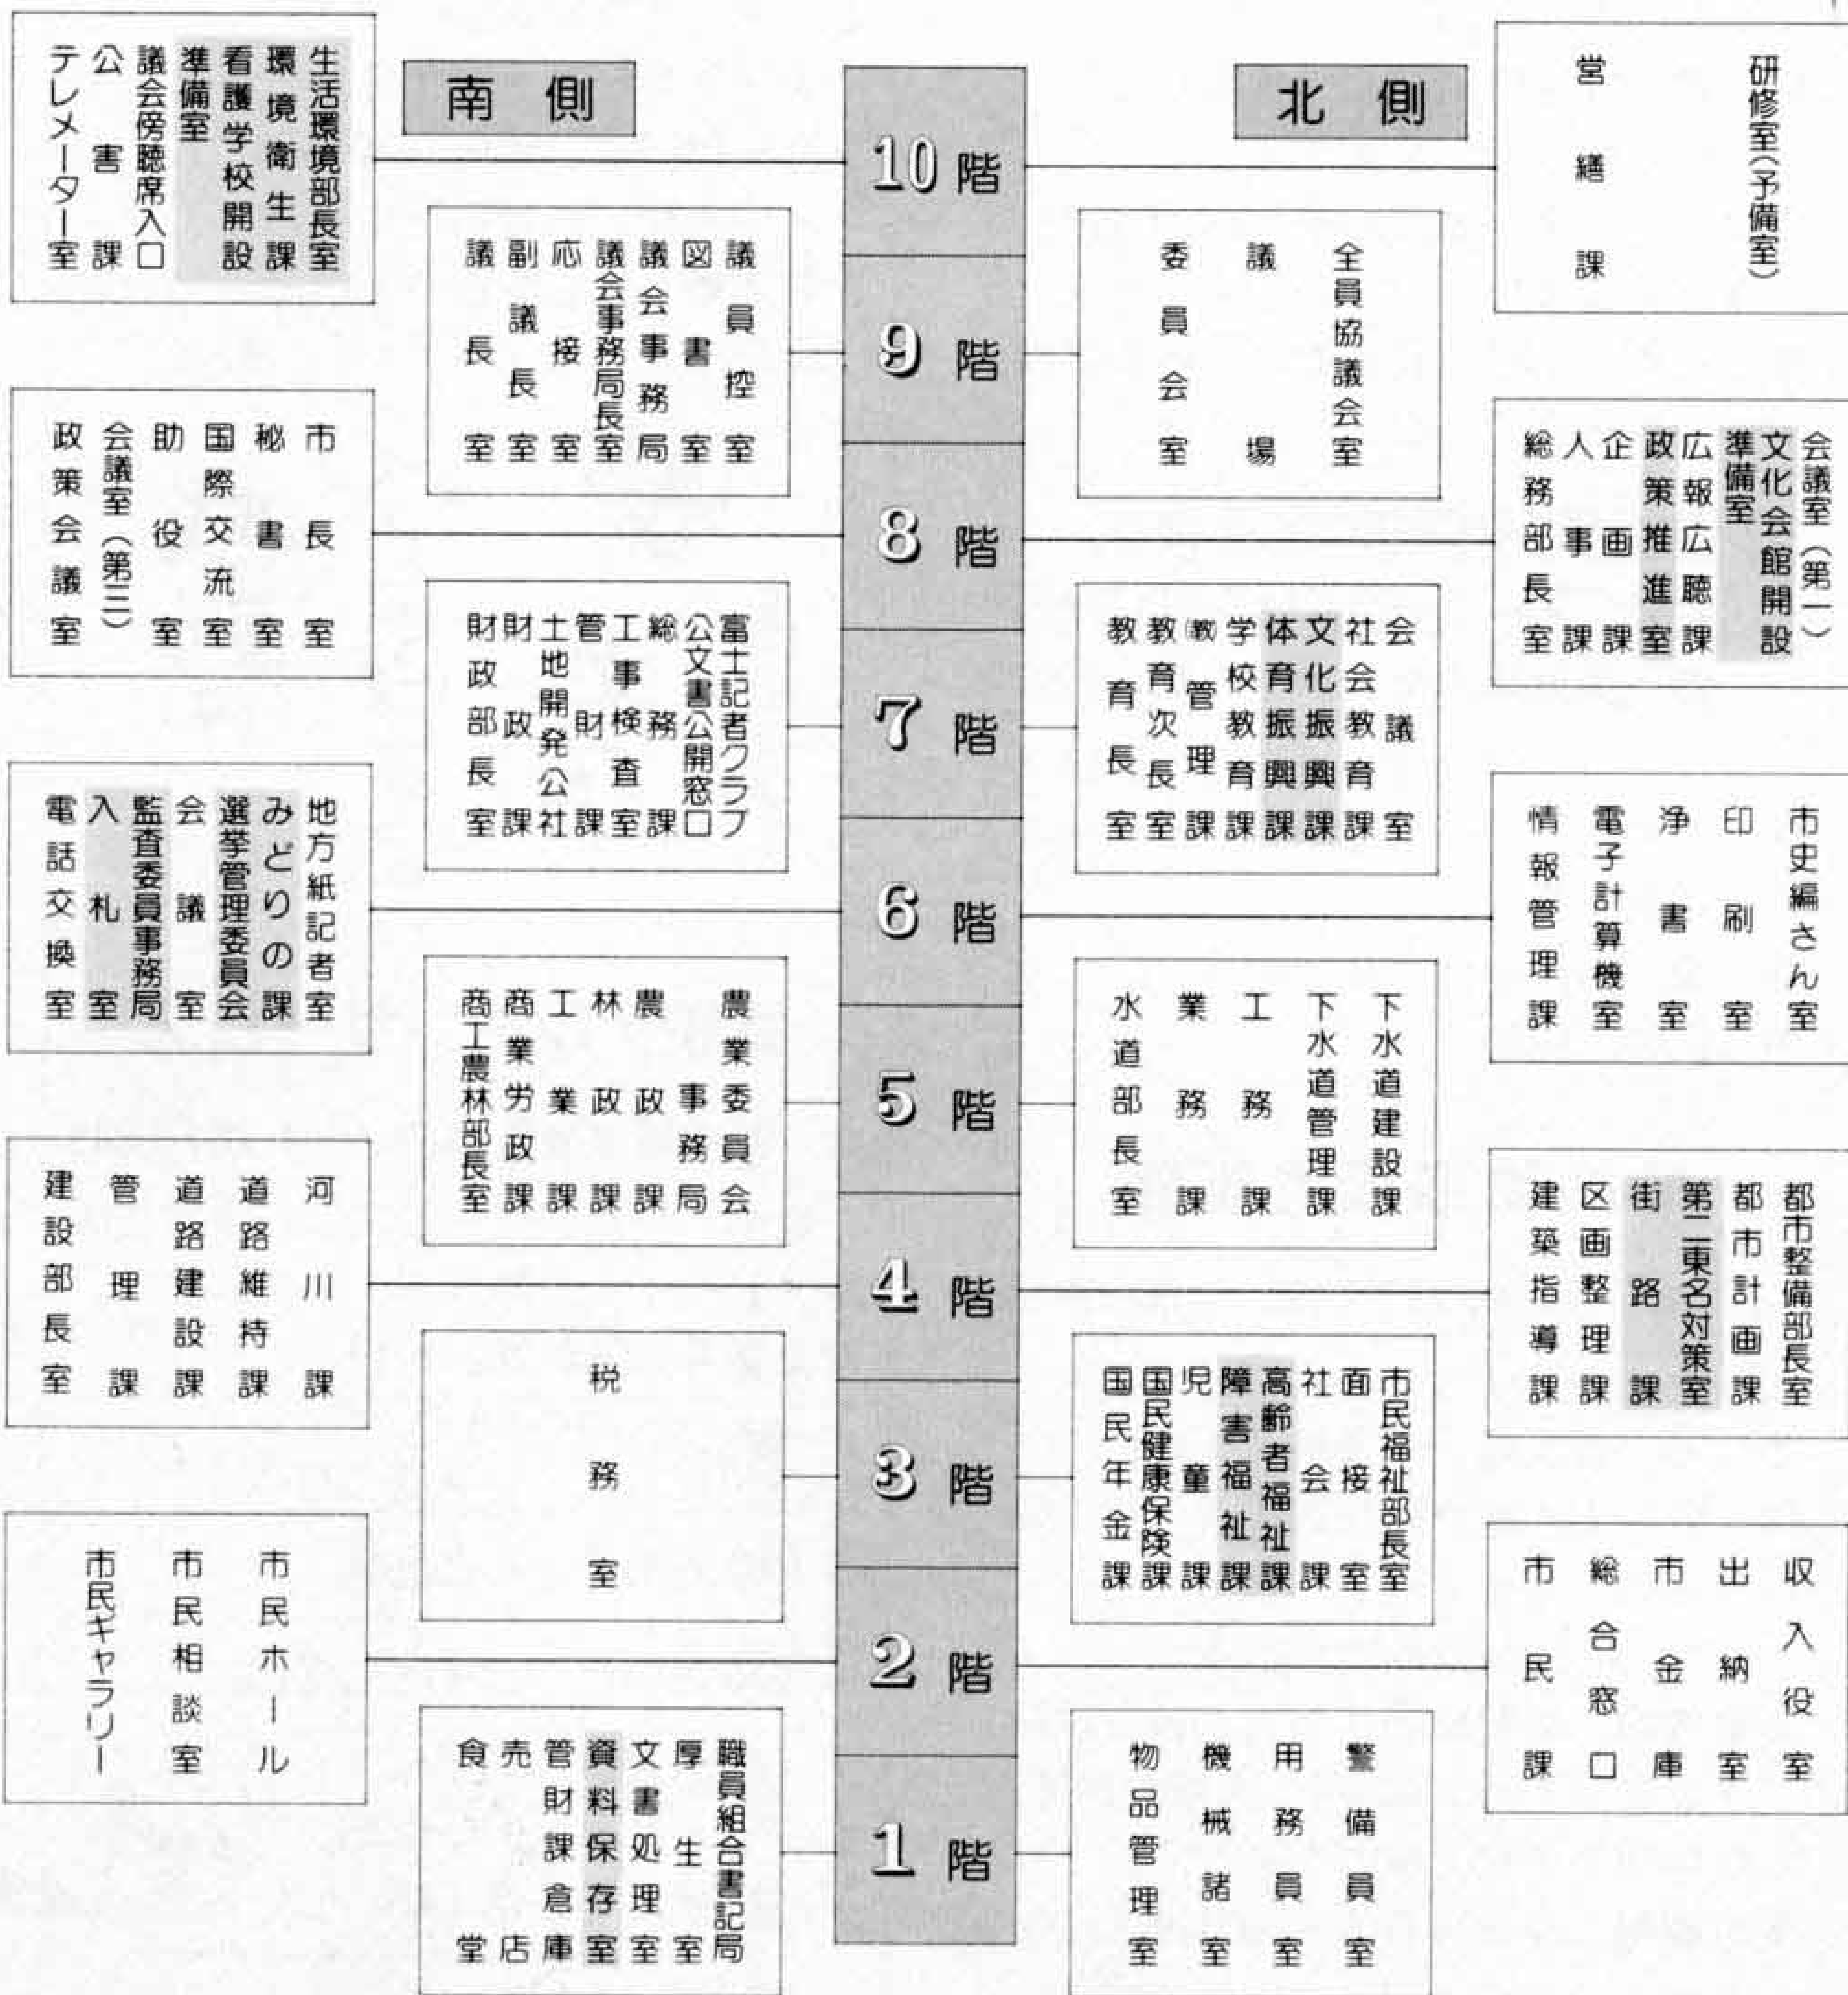 南側
北側
10階
生活環境部長室
環境衛生課
看護学校開設
準備室
議会傍聴席入口
公害課
テレメーター室
研修室(予備室)
営繕課
9階
議員控室
図書室
議会事務局
議会事務局長室
応接室
副議長室
議長室
全員協議会室
議場
委員会室
8階
市長室
秘書室
国際交流室
助役室
会議室(第三)
政策会議室
会議室(第一)
文化会館開設
準備室
広報広聴課
政策推進室
企画課
人事課
総務部長室
7階
富士記者クラブ
公文書公開窓口
総務課
工事検査室
管財課
土地開発公社
財政課
財政部長室
会議室
社会教育課
文化振興課
体育振興課
学校教育課
(教)管理課
教育次長室
教育長室
6階
地方紙記者室
みどりの課
選挙管理委員会
会議室
監査委員事務局
入札室
電話交換室
市史編さん室
印刷室
浄書室
電子計算機室
情報管理課
5階
農業委員会
事務局
農政課
林政課
工業課
商業労政課
商工農林部長室
下水道建設課
下水道管理課
工務課
業務課
水道部長室
4階
河川課
道路維持課
道路建設課
管理課
建設部長室
都市整備部長室
都市計画課
第二東名対策室
街路課
区画整理課
建築指導課
3階
税務室
市民福祉部長室
面接室
社会課
高齢者福祉課
障害福祉課
児童課
国民健康保険課
国民年金課
2階
市民ホール
市民相談室
市民ギャラリー
収入役室
出納室
市金庫
総合窓口
市民課
1階
職員組合書記局
厚生室
文書処理室
資料保存室
管財課倉庫
売店
食堂
警備員室
用務員室
機械諸室
物品管理室